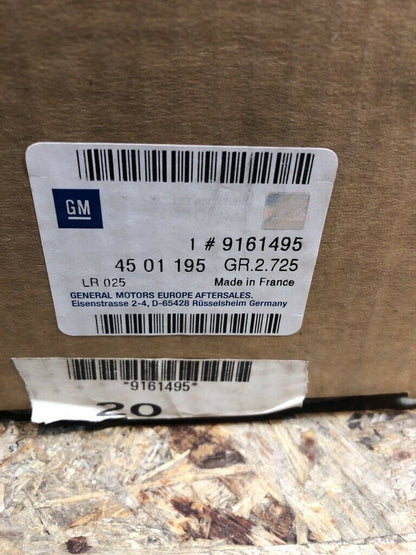 GM
1 # 9161495
45 01 195 GR.2.725
LR 025 Made in France
GENERAL MOTORS EUROPE AFTERSALES.
Eisenstrasse 2-4, D-65428 Rüsselsheim Germany
*9161495*
20